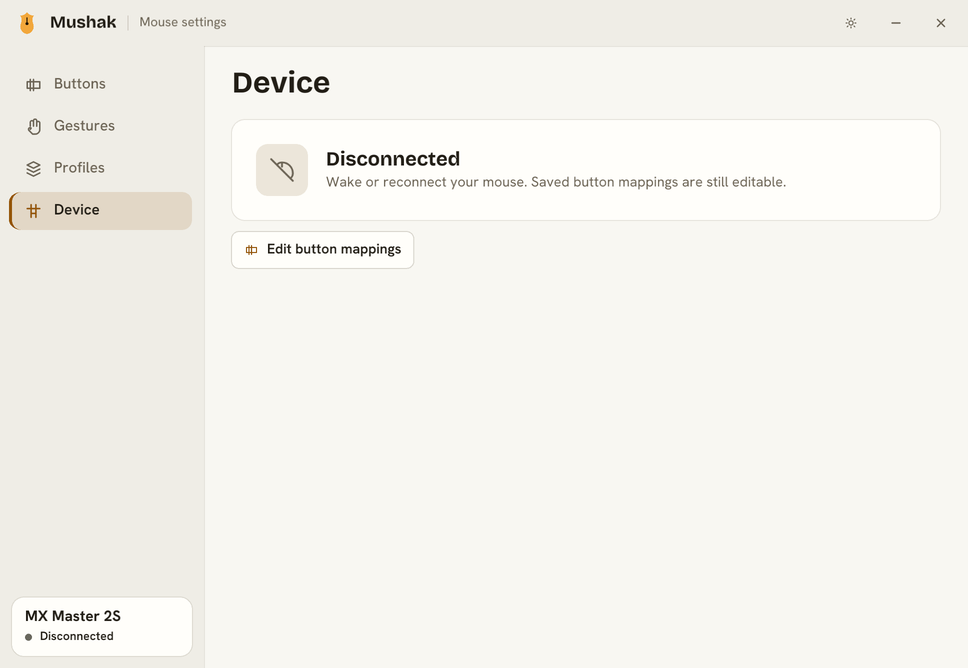 Mushak
Mouse settings
Buttons
Gestures
Profiles
Device
Device
Disconnected
Wake or reconnect your mouse. Saved button mappings are still editable.
Edit button mappings
MX Master 2S
Disconnected